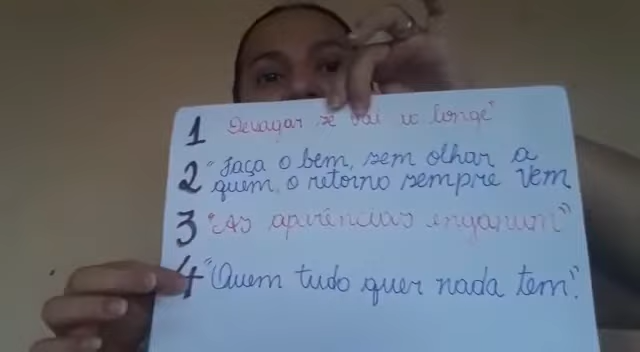 1 Devagar se vai ao longe"
2 "Faça o bem, sem olhar a
quem, o retorno sempre vem
3 "As aparências enganam"
4 "Quem tudo quer nada tem".